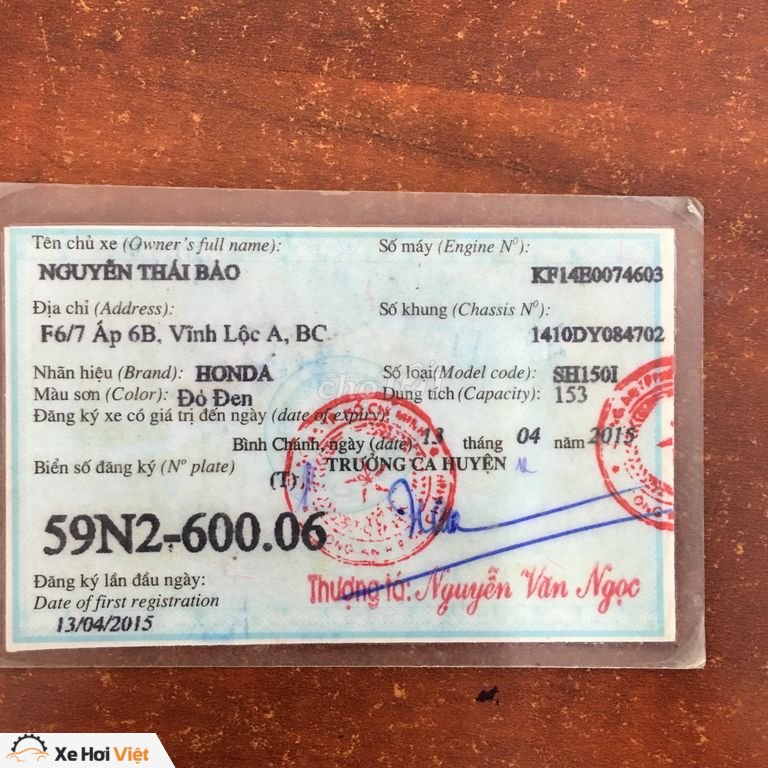 Tên chủ xe (Owner's full name):
NGUYỄN THÁI BẢO
Số máy (Engine N⁰):
KF14E0074603
Địa chỉ (Address):
F6/7 Ấp 6B, Vĩnh Lộc A, BC
Số khung (Chassis N⁰):
1410DY084702
Nhãn hiệu (Brand): HONDA
Số loại(Model code): SH150I
Màu sơn (Color): Đỏ Đen
Dung tích (Capacity): 153
Đăng ký xe có giá trị đến ngày (date of expiry):
Bình Chánh, ngày (date) 13 tháng 04 năm 2015
Biển số đăng ký (N⁰ plate)
TRƯỞNG CA HUYỆN
(T)
59N2-600.06
Đăng ký lần đầu ngày:
Date of first registration
13/04/2015
Thượng tá: Nguyễn Văn Ngọc
Xe Hơi Việt